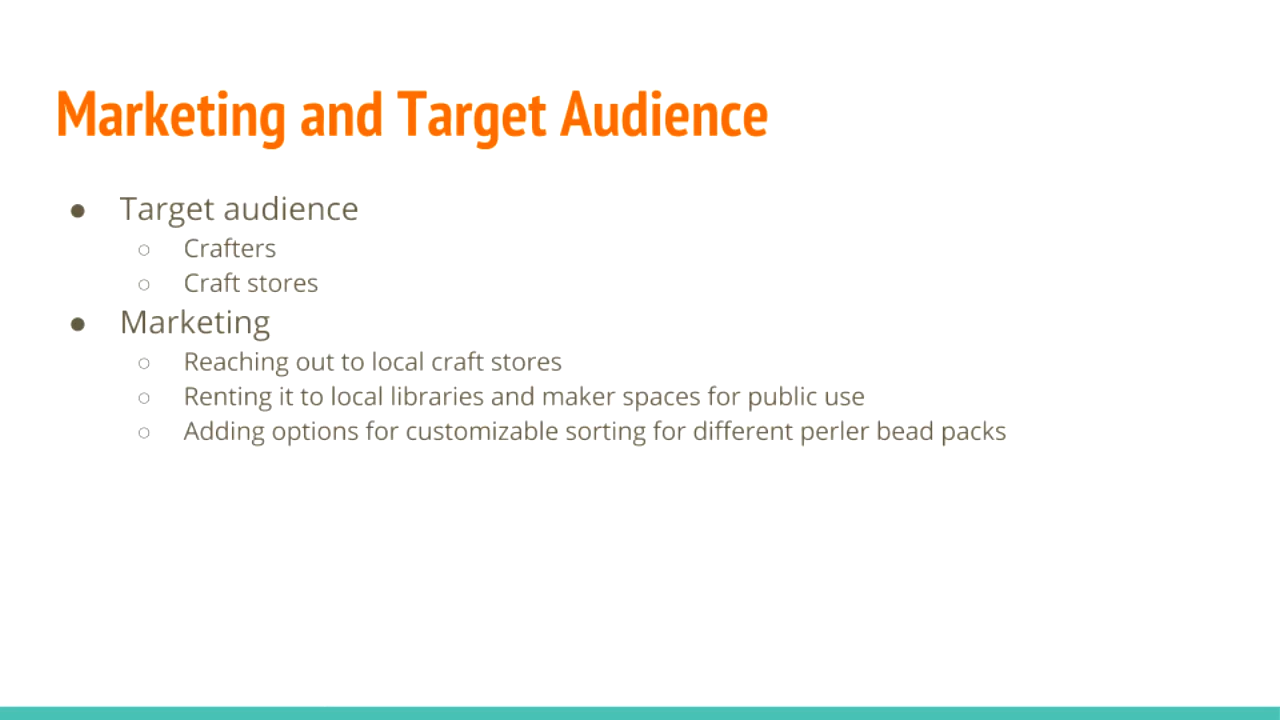 Marketing and Target Audience
● Target audience
○ Crafters
○ Craft stores
● Marketing
○ Reaching out to local craft stores
○ Renting it to local libraries and maker spaces for public use
○ Adding options for customizable sorting for different perler bead packs